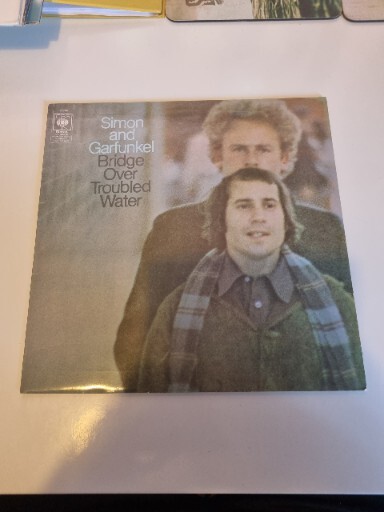 Simon
and
Garfunkel
Bridge
Over
Troubled
Water